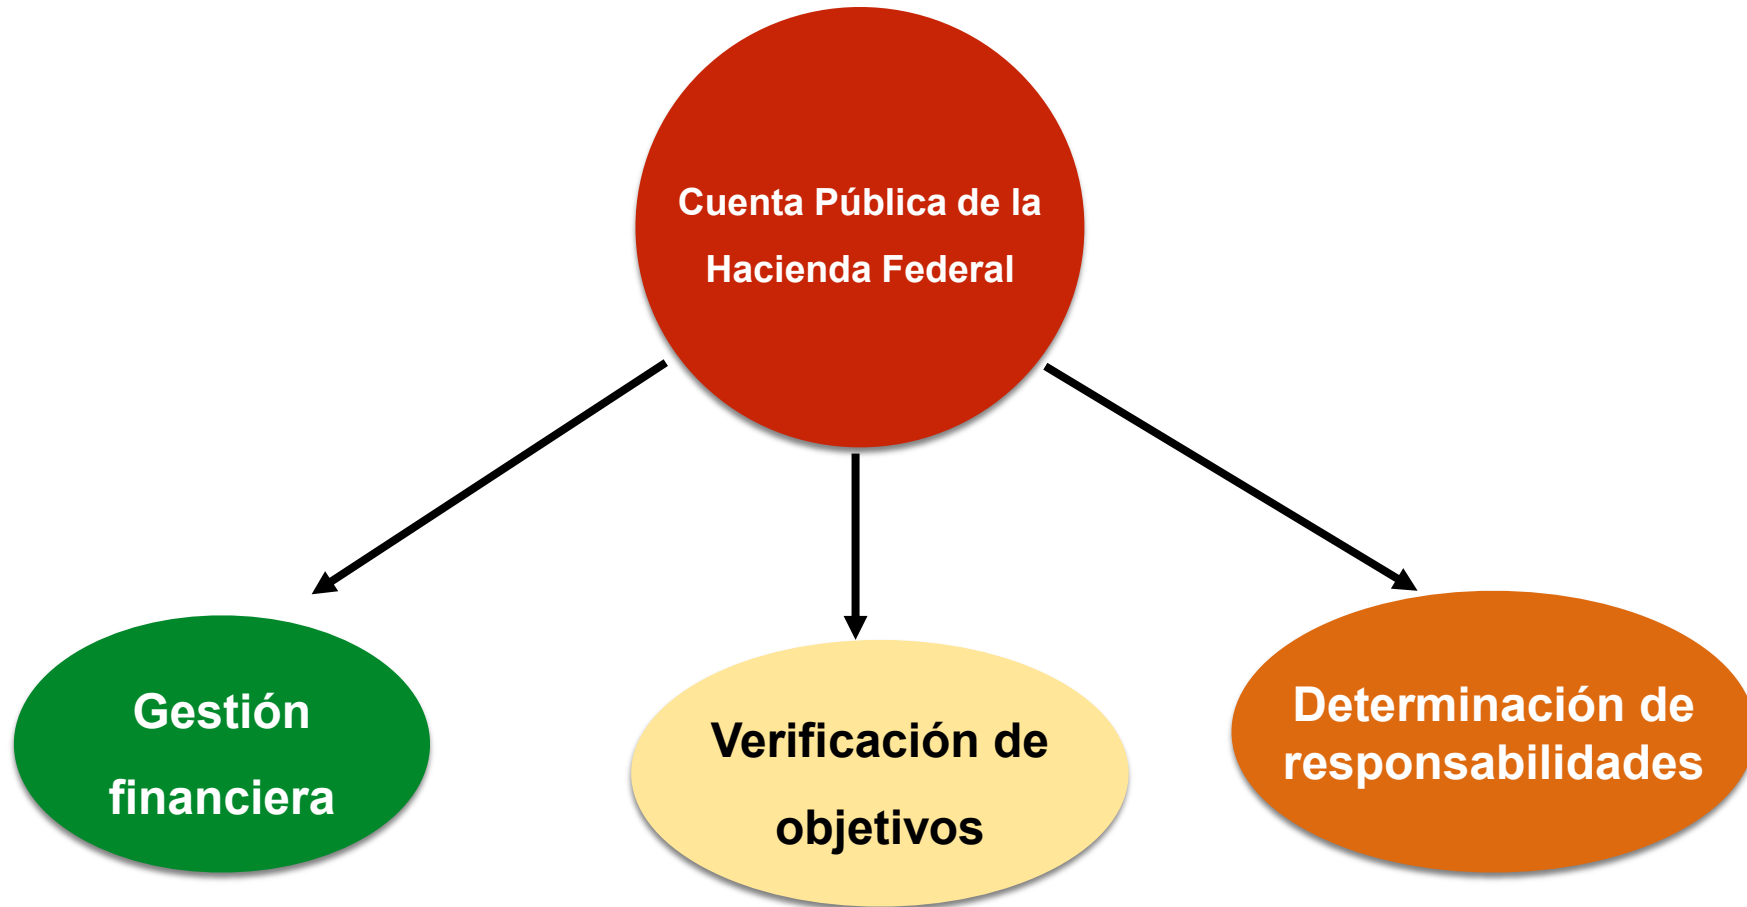 Cuenta Pública de la
Hacienda Federal
Gestión
financiera
Verificación de
objetivos
Determinación de
responsabilidades